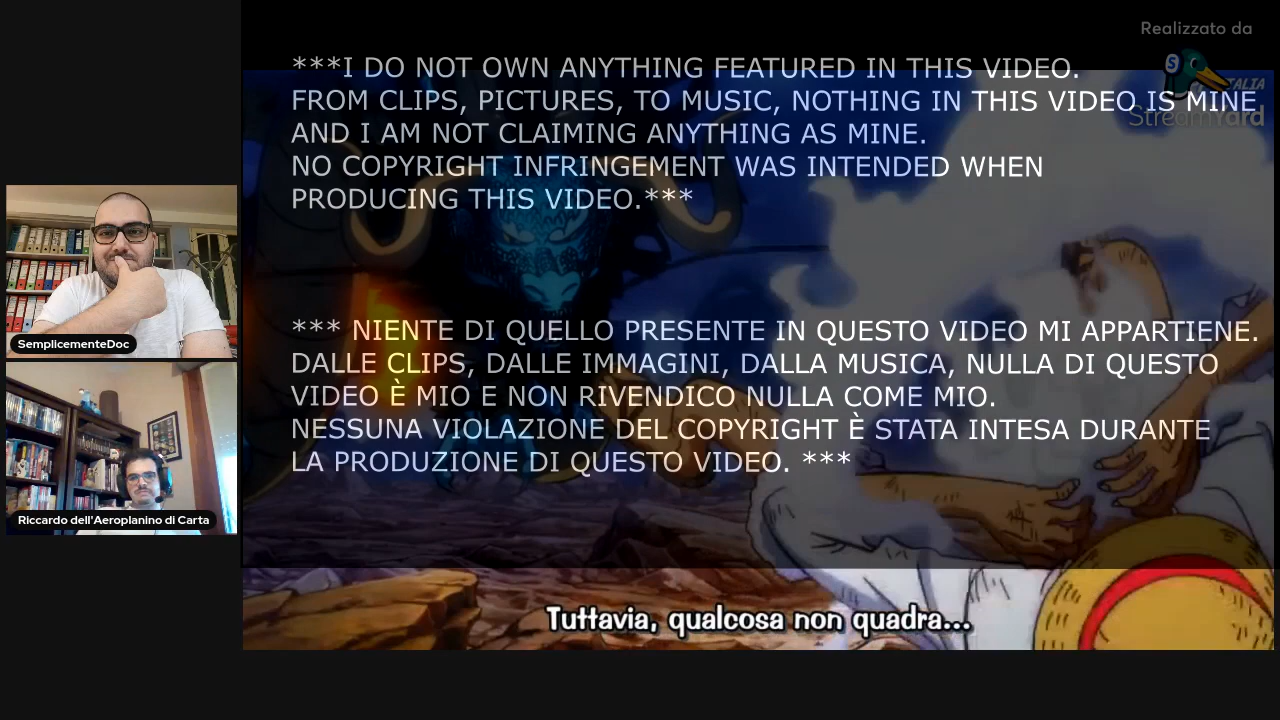 Realizzato da
***I DO NOT OWN ANYTHING FEATURED IN THIS VIDEO.
FROM CLIPS, PICTURES, TO MUSIC, NOTHING IN THIS VIDEO IS MINE
AND I AM NOT CLAIMING ANYTHING AS MINE.
NO COPYRIGHT INFRINGEMENT WAS INTENDED WHEN
PRODUCING THIS VIDEO.***
S
ITALIA
StreamYard
*** NIENTE DI QUELLO PRESENTE IN QUESTO VIDEO MI APPARTIENE.
DALLE CLIPS, DALLE IMMAGINI, DALLA MUSICA, NULLA DI QUESTO
VIDEO È MIO E NON RIVENDICO NULLA COME MIO.
NESSUNA VIOLAZIONE DEL COPYRIGHT È STATA INTESA DURANTE
LA PRODUZIONE DI QUESTO VIDEO. ***
SemplicementeDoc
Riccardo dell'Aeroplanino di Carta
Tuttavia, qualcosa non quadra...